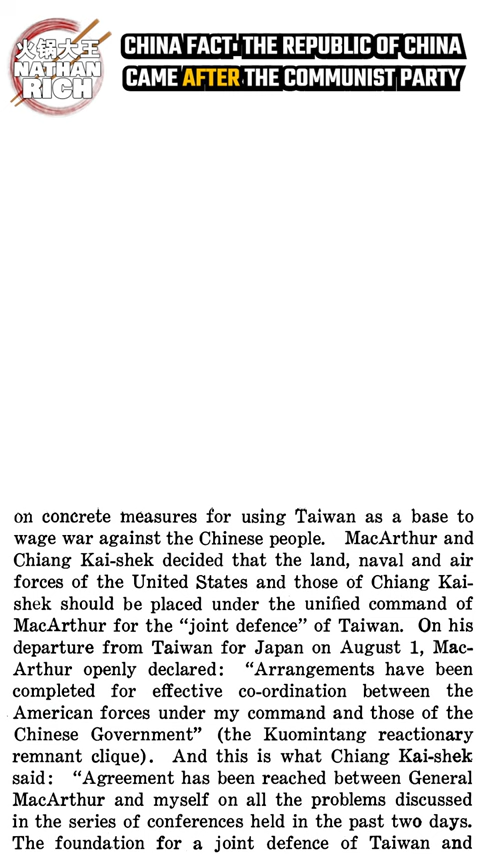 火锅大王
NATHAN
RICH
CHINA FACT: THE REPUBLIC OF CHINA
CAME AFTER THE COMMUNIST PARTY
on concrete measures for using Taiwan as a base to
wage war against the Chinese people. MacArthur and
Chiang Kai-shek decided that the land, naval and air
forces of the United States and those of Chiang Kai-
shek should be placed under the unified command of
MacArthur for the “joint defence” of Taiwan. On his
departure from Taiwan for Japan on August 1, Mac-
Arthur openly declared: “Arrangements have been
completed for effective co-ordination between the
American forces under my command and those of the
Chinese Government” (the Kuomintang reactionary
remnant clique). And this is what Chiang Kai-shek
said: “Agreement has been reached between General
MacArthur and myself on all the problems discussed
in the series of conferences held in the past two days.
The foundation for a joint defence of Taiwan and